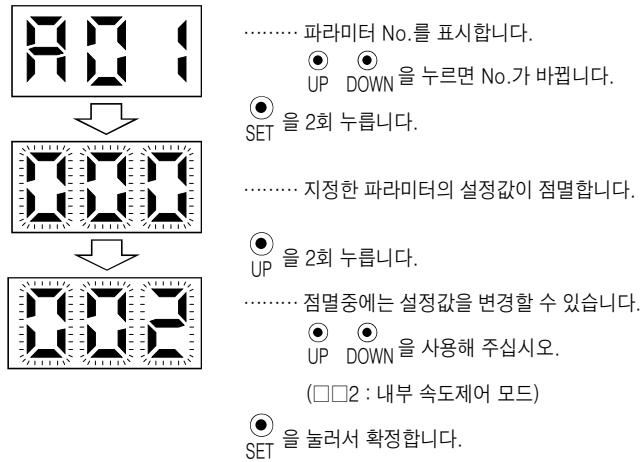 A01
……… 파라미터 No.를 표시합니다.
UP DOWN 을 누르면 No.가 바뀝니다.
SET 을 2회 누릅니다.
000
……… 지정한 파라미터의 설정값이 점멸합니다.
UP 을 2회 누릅니다.
002
……… 점멸중에는 설정값을 변경할 수 있습니다.
UP DOWN 을 사용해 주십시오.
(□□2 : 내부 속도제어 모드)
SET 을 눌러서 확정합니다.